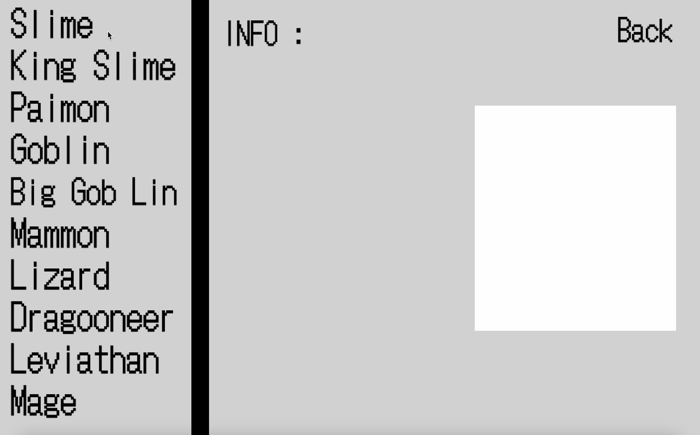 Slime
King Slime
Paimon
Goblin
Big Gob Lin
Mammon
Lizard
Dragooneer
Leviathan
Mage
INFO :
Back